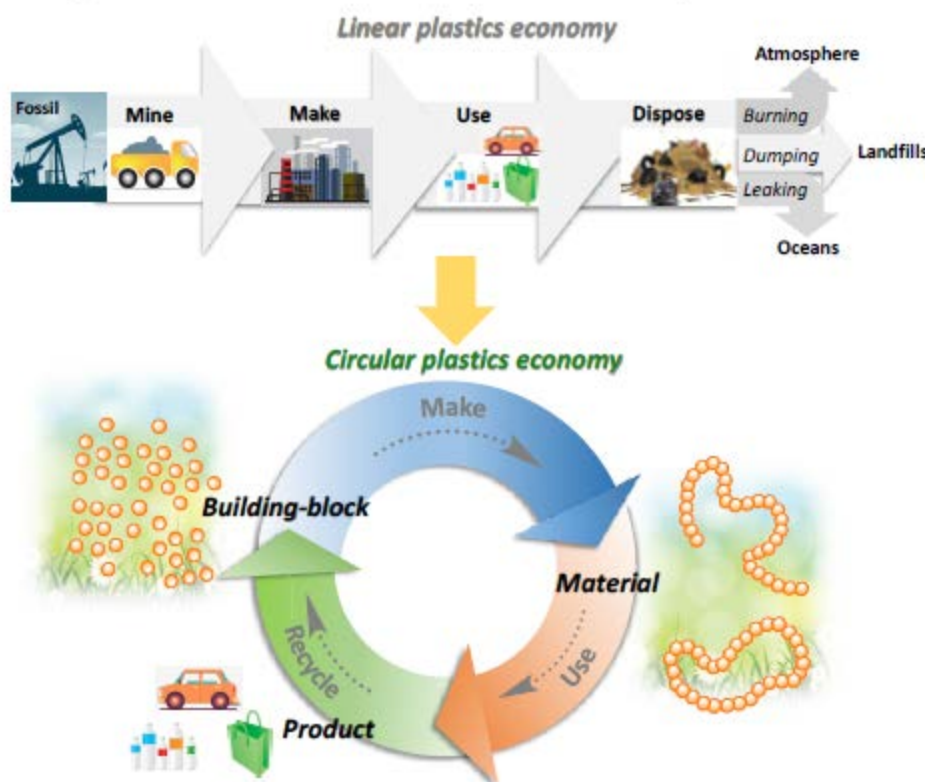 Linear plastics economy
Atmosphere
Fossil
Mine
Make
Use
Dispose
Burning
Dumping
Landfills
Leaking
Oceans
Circular plastics economy
Make
Building-block
Material
Use
Recycle
Product